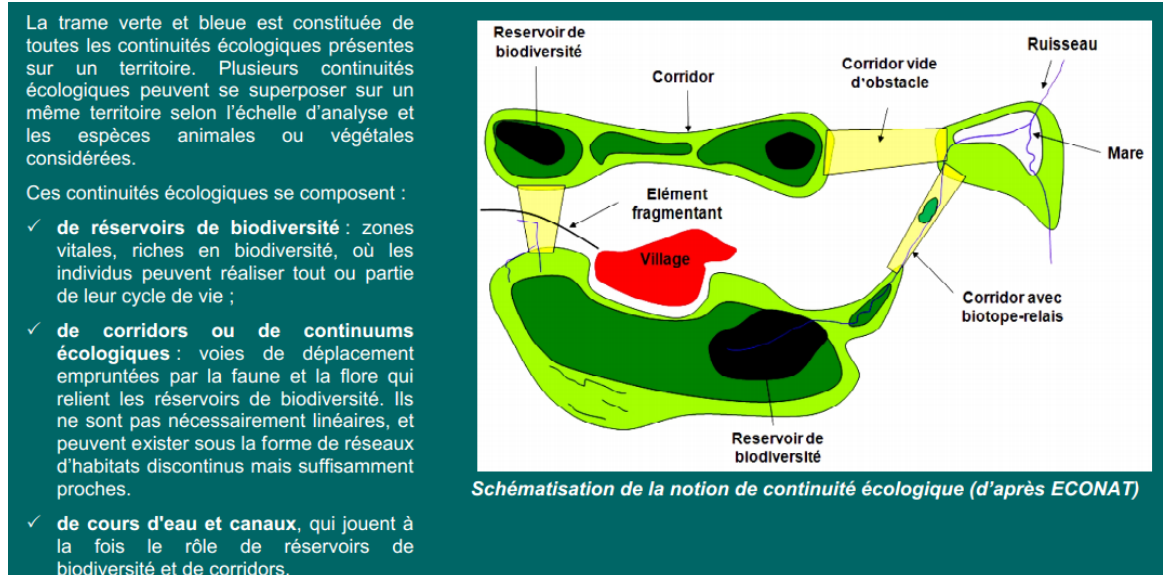 La trame verte et bleue est constituée de
toutes les continuités écologiques présentes
sur un territoire. Plusieurs continuités
écologiques peuvent se superposer sur un
même territoire selon l’échelle d’analyse et
les espèces animales ou végétales
considérées.
Ces continuités écologiques se composent :
✓ de réservoirs de biodiversité : zones
vitales, riches en biodiversité, où les
individus peuvent réaliser tout ou partie
de leur cycle de vie ;
✓ de corridors ou de continuums
écologiques : voies de déplacement
empruntées par la faune et la flore qui
relient les réservoirs de biodiversité. Ils
ne sont pas nécessairement linéaires, et
peuvent exister sous la forme de réseaux
d’habitats discontinus mais suffisamment
proches.
✓ de cours d'eau et canaux, qui jouent à
la fois le rôle de réservoirs de
biodiversité et de corridors.
Reservoir de
biodiversité
Corridor
Corridor vide
d’obstacle
Ruisseau
Mare
Elément
fragmentant
Village
Corridor avec
biotope-relais
Reservoir de
biodiversité
Schématisation de la notion de continuité écologique (d’après ECONAT)